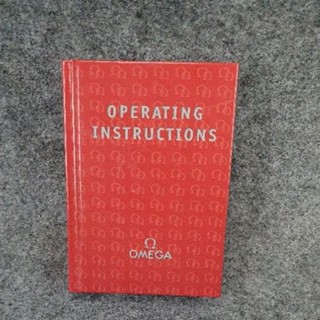 OPERATING
INSTRUCTIONS
Ω
OMEGA